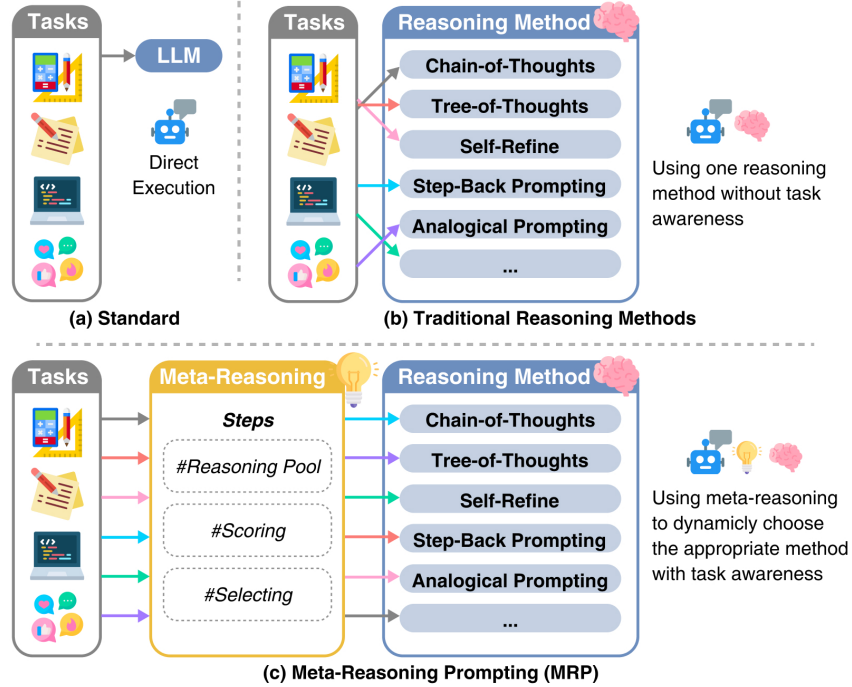 Tasks
LLM
Direct
Execution
(a) Standard
Tasks
Reasoning Method
Chain-of-Thoughts
Tree-of-Thoughts
Self-Refine
Step-Back Prompting
Analogical Prompting
...
Using one reasoning
method without task
awareness
(b) Traditional Reasoning Methods
Tasks
Meta-Reasoning
Steps
#Reasoning Pool
#Scoring
#Selecting
Reasoning Method
Chain-of-Thoughts
Tree-of-Thoughts
Self-Refine
Step-Back Prompting
Analogical Prompting
...
Using meta-reasoning
to dynamicly choose
the appropriate method
with task awareness
(c) Meta-Reasoning Prompting (MRP)